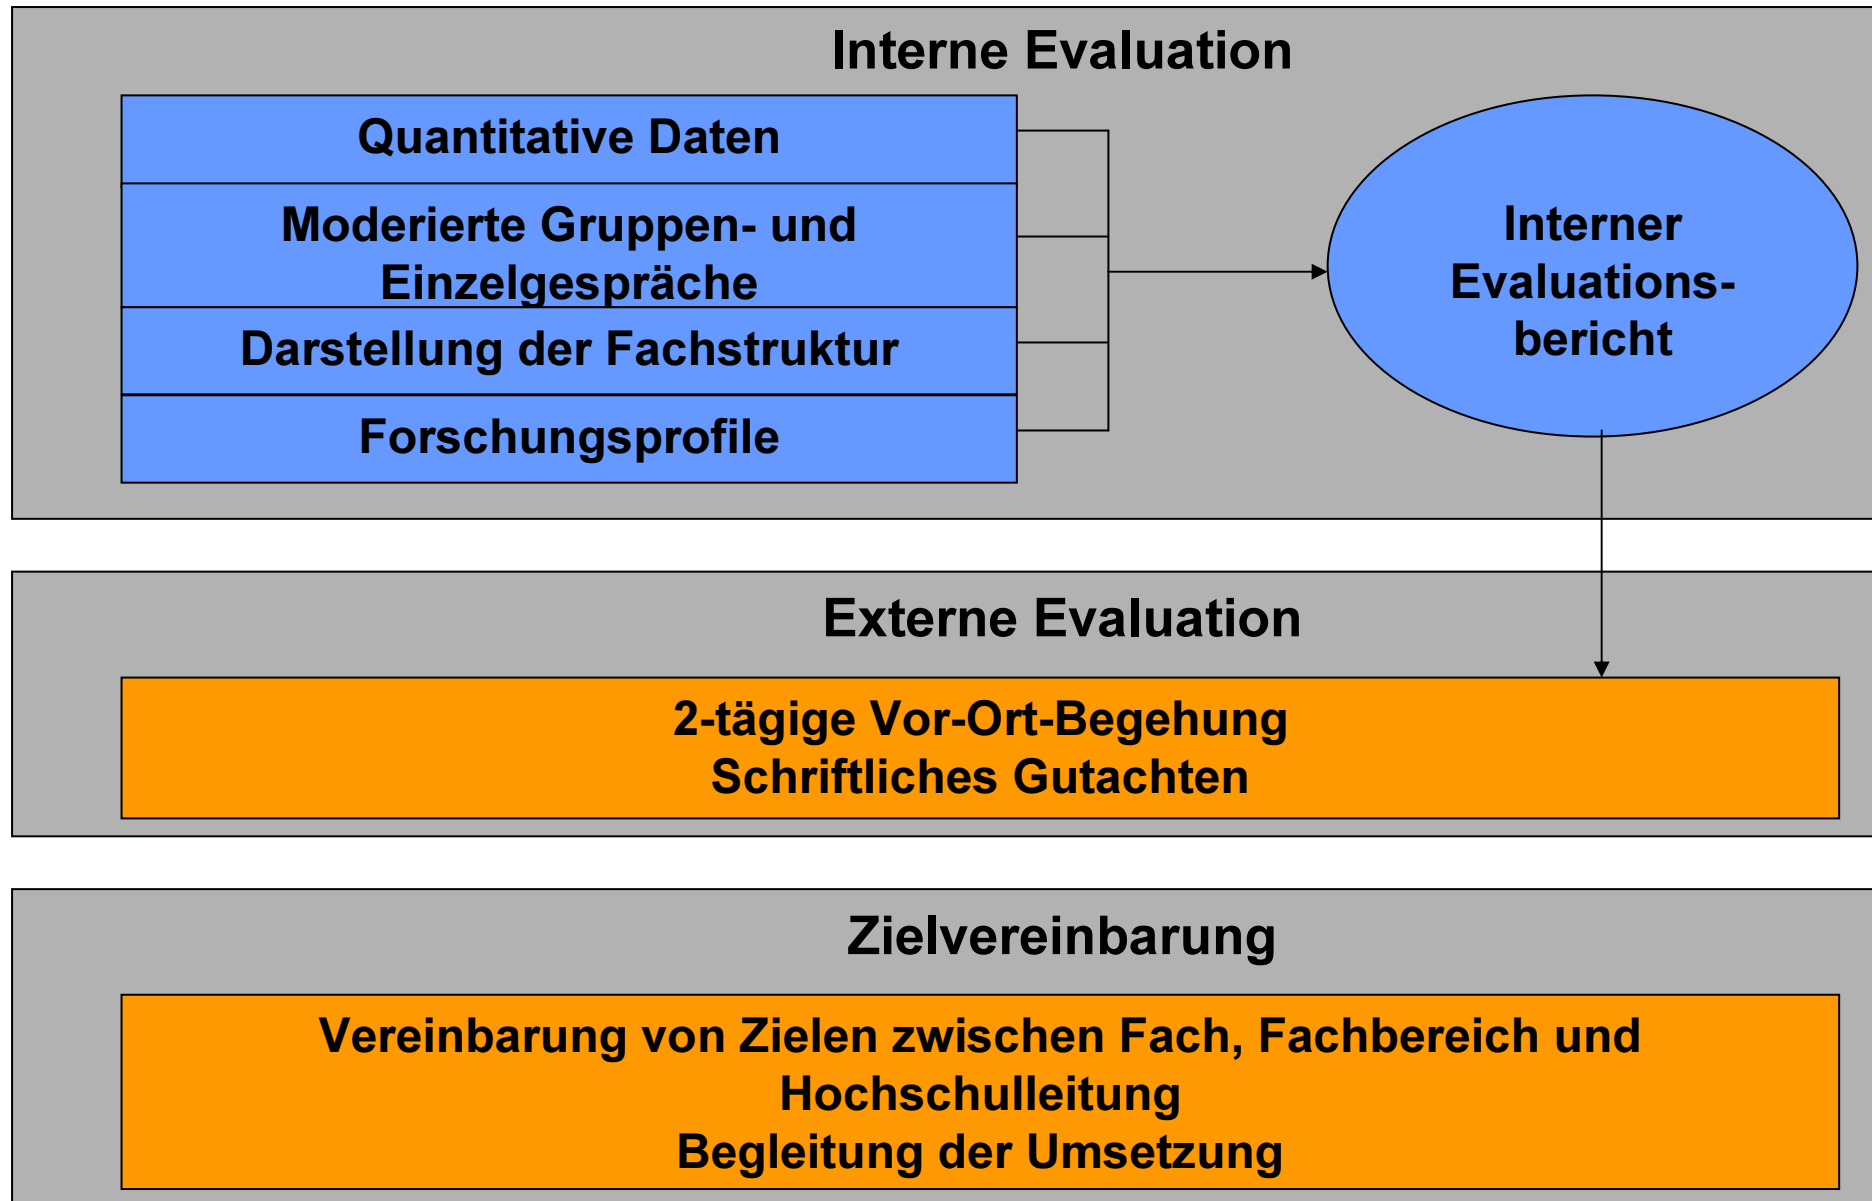 Interne Evaluation
Quantitative Daten
Moderierte Gruppen- und
Einzelgespräche
Darstellung der Fachstruktur
Forschungsprofile
Interner
Evaluations-
bericht
Externe Evaluation
2-tägige Vor-Ort-Begehung
Schriftliches Gutachten
Zielvereinbarung
Vereinbarung von Zielen zwischen Fach, Fachbereich und
Hochschulleitung
Begleitung der Umsetzung